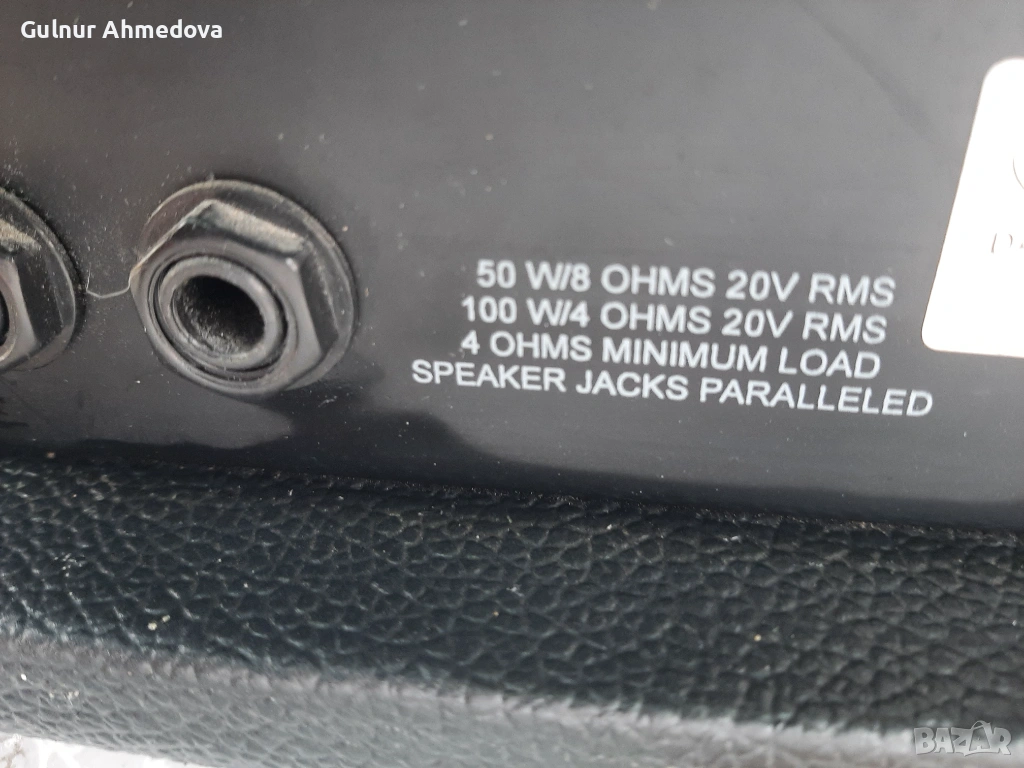 Gulnur Ahmedova
50 W/8 OHMS 20V RMS
100 W/4 OHMS 20V RMS
4 OHMS MINIMUM LOAD
SPEAKER JACKS PARALLELED
BAZAR